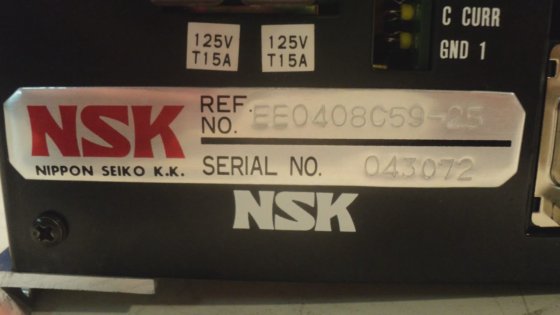 C CURR
GND 1
125V
T15A
125V
T15A
NSK
NIPPON SEIKO K.K.
REF.
NO. EE0408C59-25
SERIAL NO. 043072
NSK